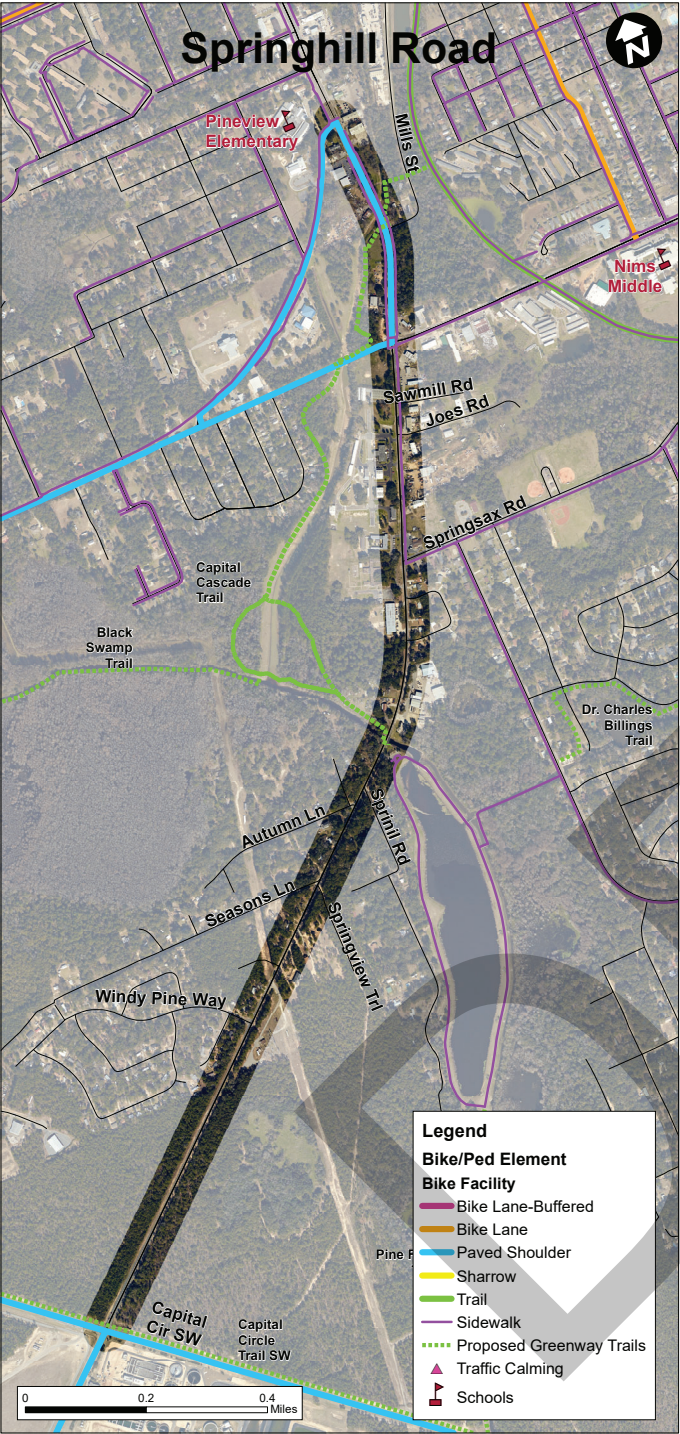 Springhill Road
N
Pineview
Elementary
Mills St
Nims
Middle
Sawmill Rd
Joes Rd
Springsax Rd
Capital
Cascade
Trail
Black
Swamp
Trail
Dr. Charles
Billings
Trail
Sprinil Rd
Autumn Ln
Seasons Ln
Springview Trl
Windy Pine Way
Pine
Capital
Cir SW
Capital
Circle
Trail SW
Legend
Bike/Ped Element
Bike Facility
Bike Lane-Buffered
Bike Lane
Paved Shoulder
Sharrow
Trail
Sidewalk
Proposed Greenway Trails
Traffic Calming
Schools
0 0.2 0.4
Miles